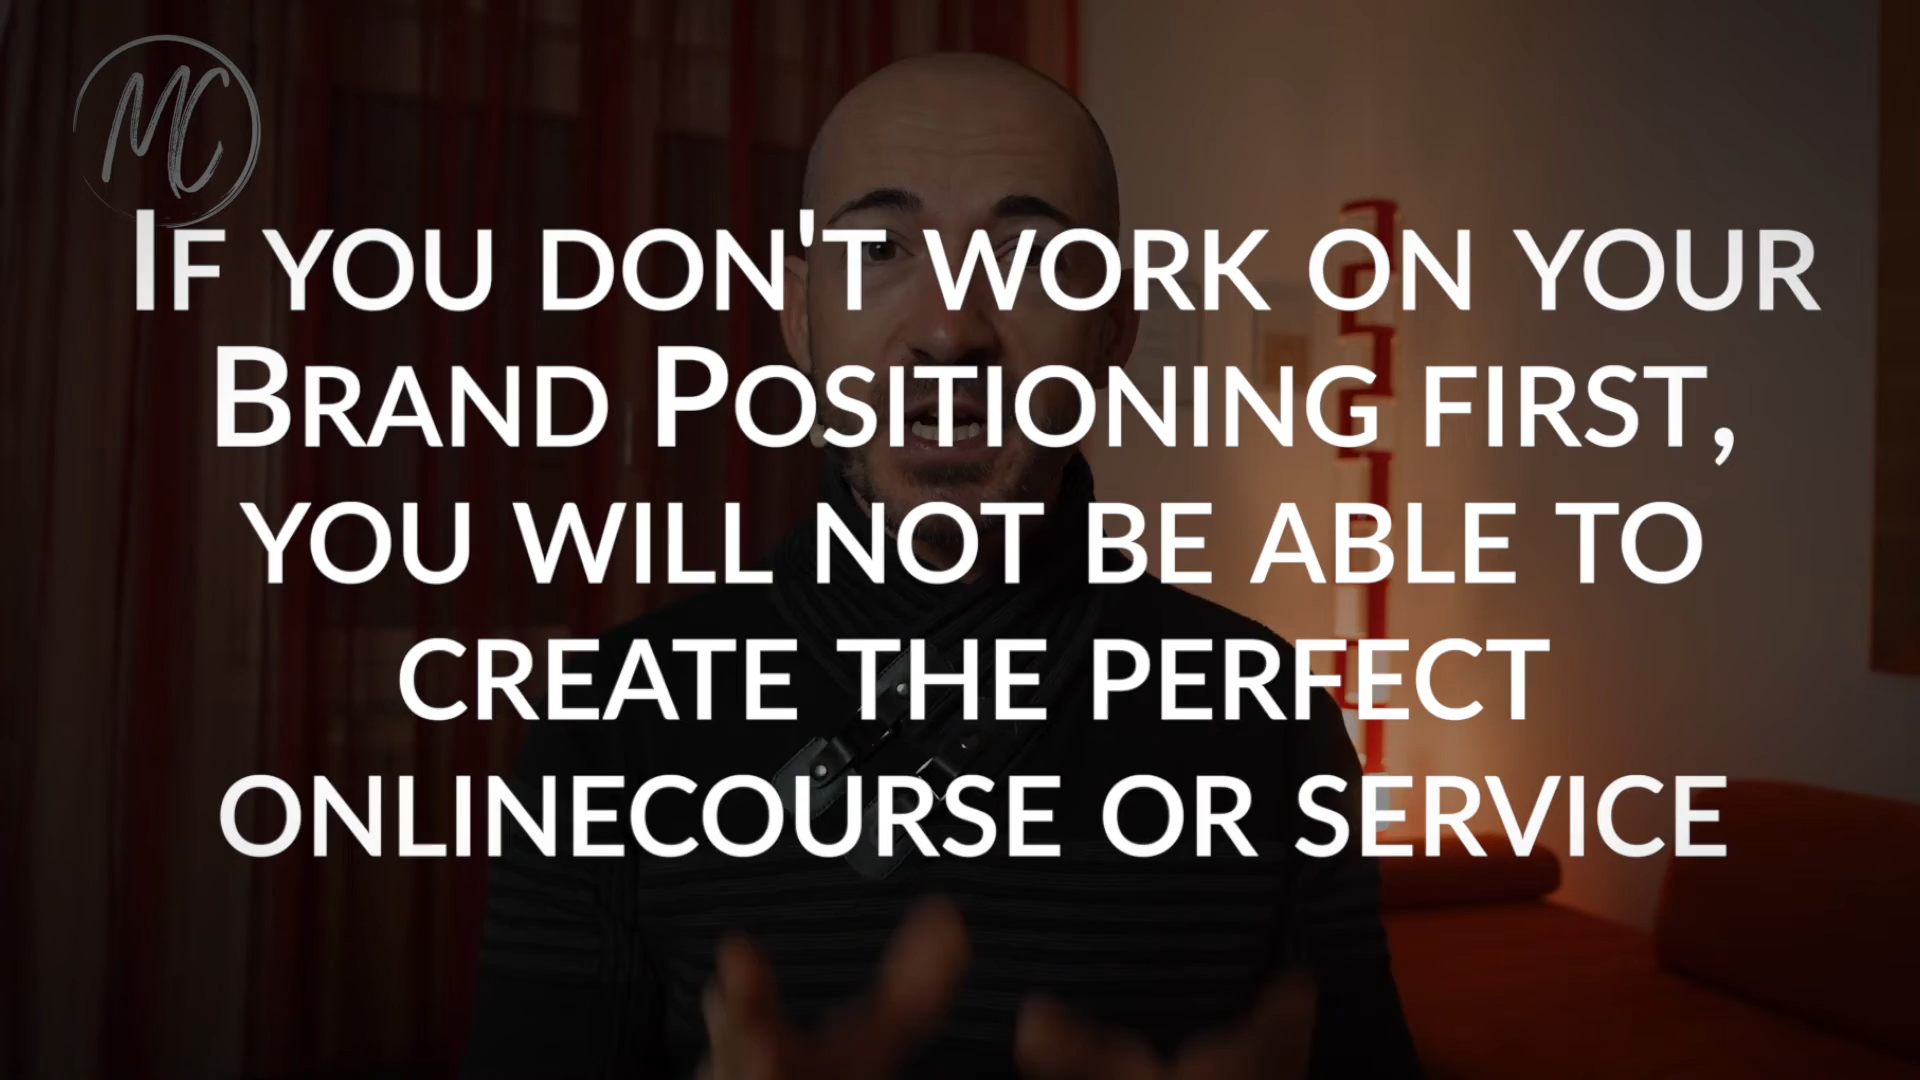 MC
If you don't work on your
Brand Positioning first,
you will not be able to
create the perfect
onlinecourse or service